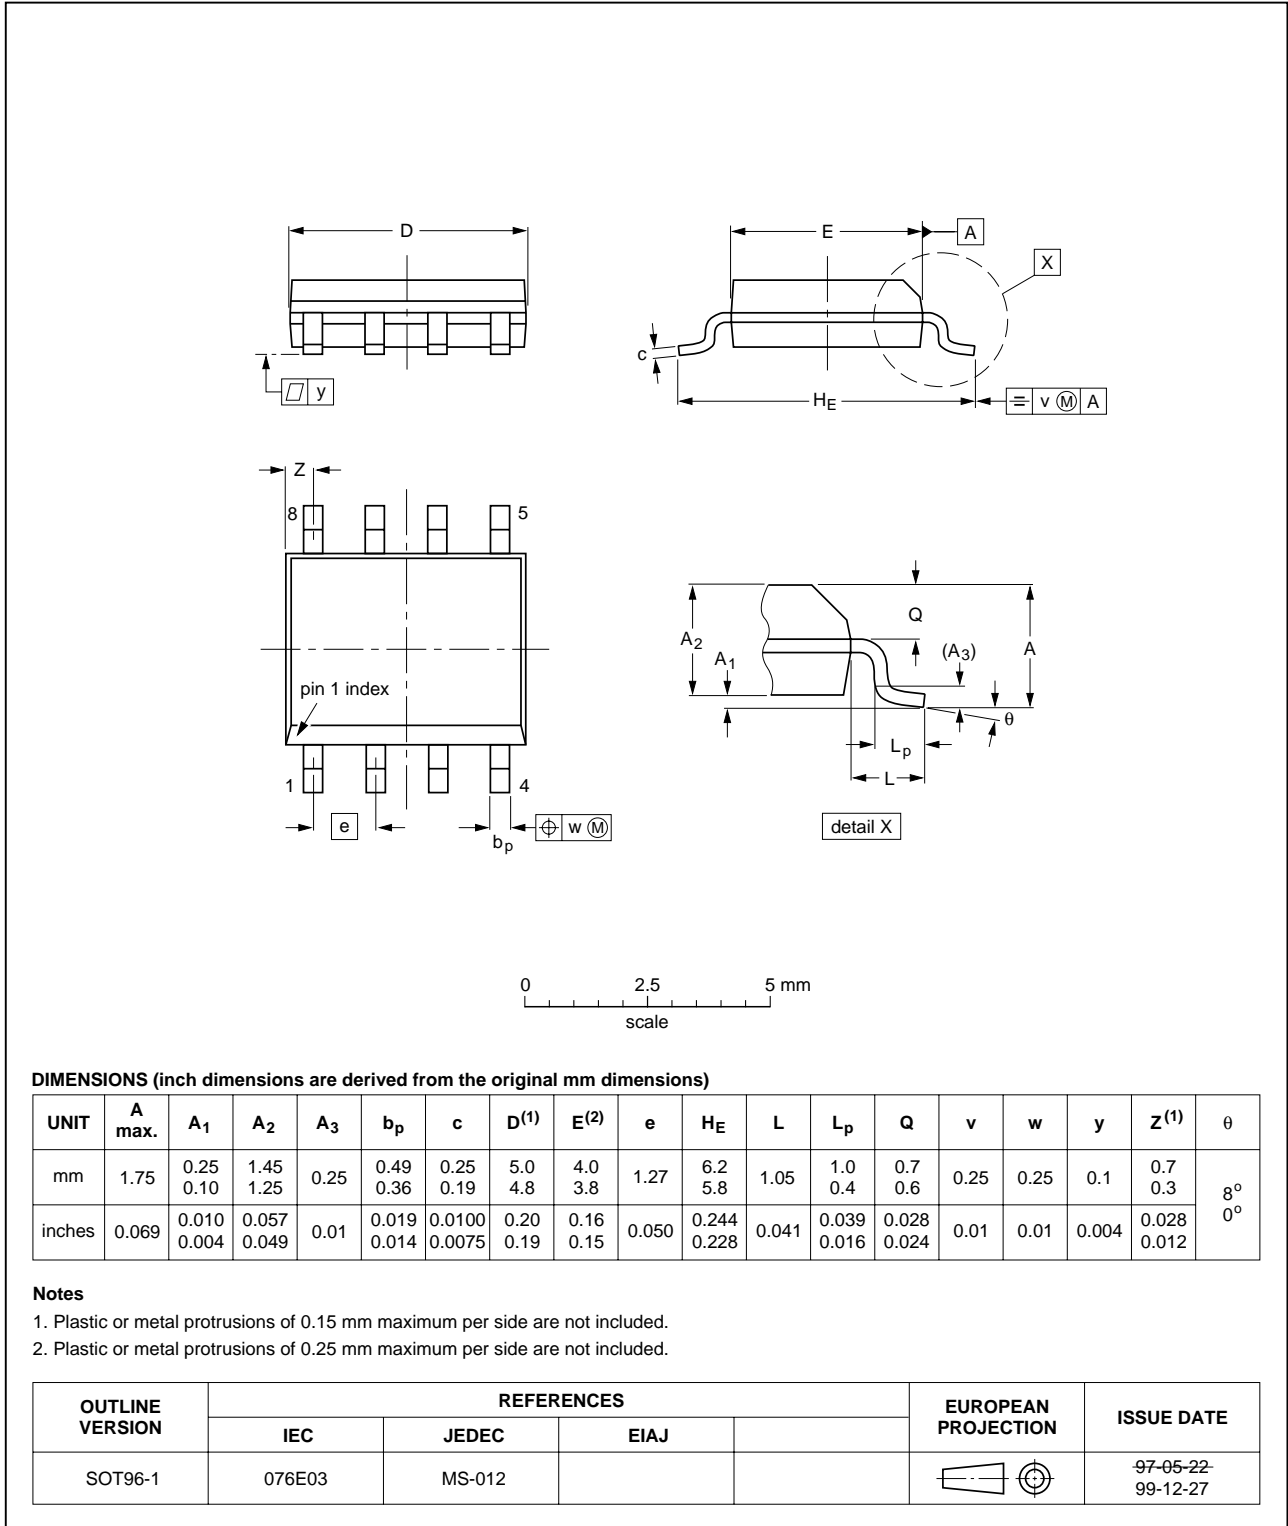 D
E
A
X
c
y
HE
v M A
Z
8
5
pin 1 index
1
4
e
bp
w M
A2
A1
Q
(A3)
A
θ
Lp
L
detail X
0 2.5 5 mm
scale
DIMENSIONS (inch dimensions are derived from the original mm dimensions)
UNIT A max. A1 A2 A3 bp c D(1) E(2) e HE L Lp Q v w y Z(1) θ
mm 1.75 0.25 0.10 1.45 1.25 0.25 0.49 0.36 0.25 0.19 5.0 4.8 4.0 3.8 1.27 6.2 5.8 1.05 1.0 0.4 0.7 0.6 0.25 0.25 0.1 0.7 0.3 8o 0o
inches 0.069 0.010 0.004 0.057 0.049 0.01 0.019 0.014 0.0100 0.0075 0.20 0.19 0.16 0.15 0.050 0.244 0.228 0.041 0.039 0.016 0.028 0.024 0.01 0.01 0.004 0.028 0.012
Notes
1. Plastic or metal protrusions of 0.15 mm maximum per side are not included.
2. Plastic or metal protrusions of 0.25 mm maximum per side are not included.
OUTLINE VERSION REFERENCES EUROPEAN PROJECTION ISSUE DATE
IEC JEDEC EIAJ
SOT96-1 076E03 MS-012 97-05-22
99-12-27